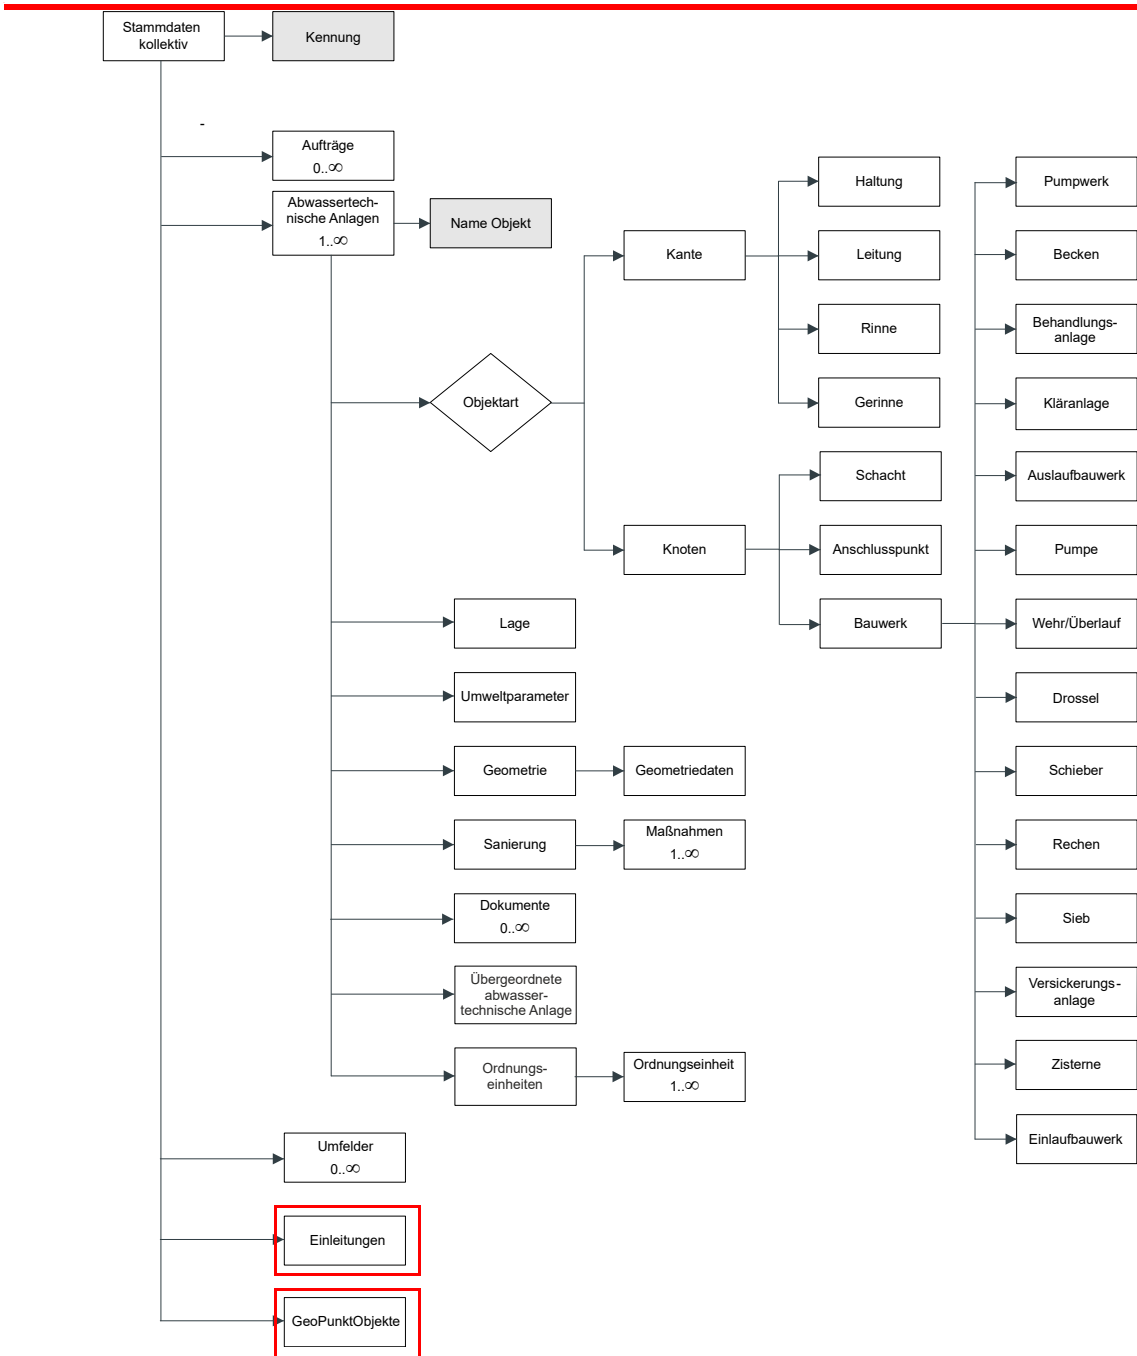 Stammdaten
kollektiv
Kennung
-
Aufträge
0..∞
Abwassertech-
nische Anlagen
1..∞
Name Objekt
Objektart
Kante
Haltung
Leitung
Rinne
Gerinne
Knoten
Schacht
Anschlusspunkt
Bauwerk
Pumpwerk
Becken
Behandlungs-
anlage
Kläranlage
Auslaufbauwerk
Pumpe
Wehr/Überlauf
Drossel
Schieber
Rechen
Sieb
Versickerungs-
anlage
Zisterne
Einlaufbauwerk
Lage
Umweltparameter
Geometrie
Geometriedaten
Sanierung
Maßnahmen
1..∞
Dokumente
0..∞
Übergeordnete
abwasser-
technische Anlage
Ordnungs-
einheiten
Ordnungseinheit
1..∞
Umfelder
0..∞
Einleitungen
GeoPunktObjekte